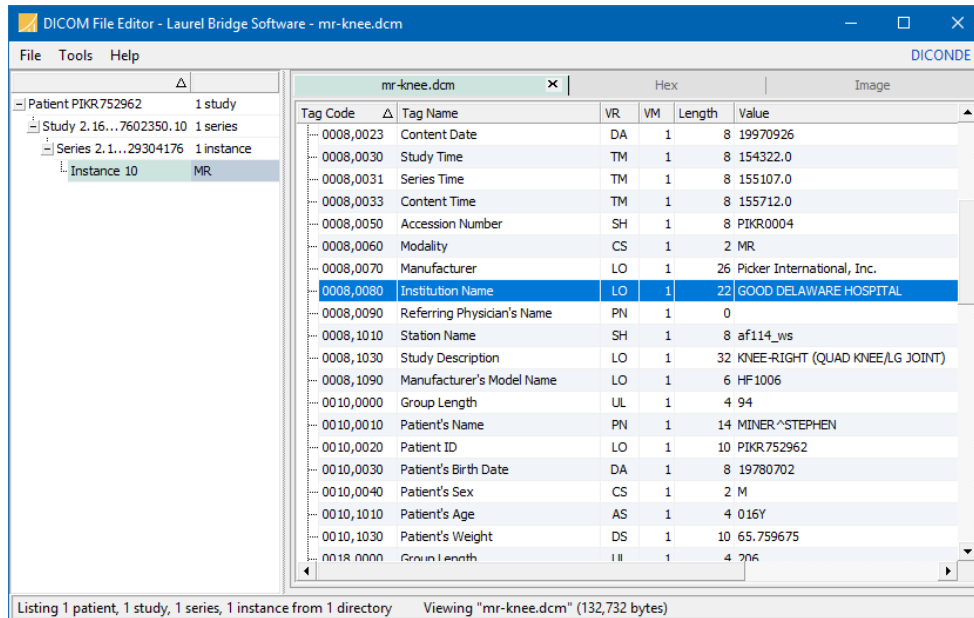 DICOM File Editor - Laurel Bridge Software - mr-knee.dcm
File Tools Help DICONDE
Patient PIKR752962 1 study
Study 2.16...7602350.10 1 series
Series 2.1...29304176 1 instance
Instance 10 MR
mr-knee.dcm Hex Image
Tag Code Tag Name VR VM Length Value
0008,0023 Content Date DA 1 8 19970926
0008,0030 Study Time TM 1 8 154322.0
0008,0031 Series Time TM 1 8 155107.0
0008,0033 Content Time TM 1 8 155712.0
0008,0050 Accession Number SH 1 8 PIKR0004
0008,0060 Modality CS 1 2 MR
0008,0070 Manufacturer LO 1 26 Picker International, Inc.
0008,0080 Institution Name LO 1 22 GOOD DELAWARE HOSPITAL
0008,0090 Referring Physician's Name PN 1 0
0008,1010 Station Name SH 1 8 af114_ws
0008,1030 Study Description LO 1 32 KNEE-RIGHT (QUAD KNEE/LG JOINT)
0008,1090 Manufacturer's Model Name LO 1 6 HF1006
0010,0000 Group Length UL 1 4 94
0010,0010 Patient's Name PN 1 14 MINER^STEPHEN
0010,0020 Patient ID LO 1 10 PIKR752962
0010,0030 Patient's Birth Date DA 1 8 19780702
0010,0040 Patient's Sex CS 1 2 M
0010,1010 Patient's Age AS 1 4 016Y
0010,1030 Patient's Weight DS 1 10 65.759675
0018,0000 Group Length UL 1 4 206
Listing 1 patient, 1 study, 1 series, 1 instance from 1 directory Viewing "mr-knee.dcm" (132,732 bytes)